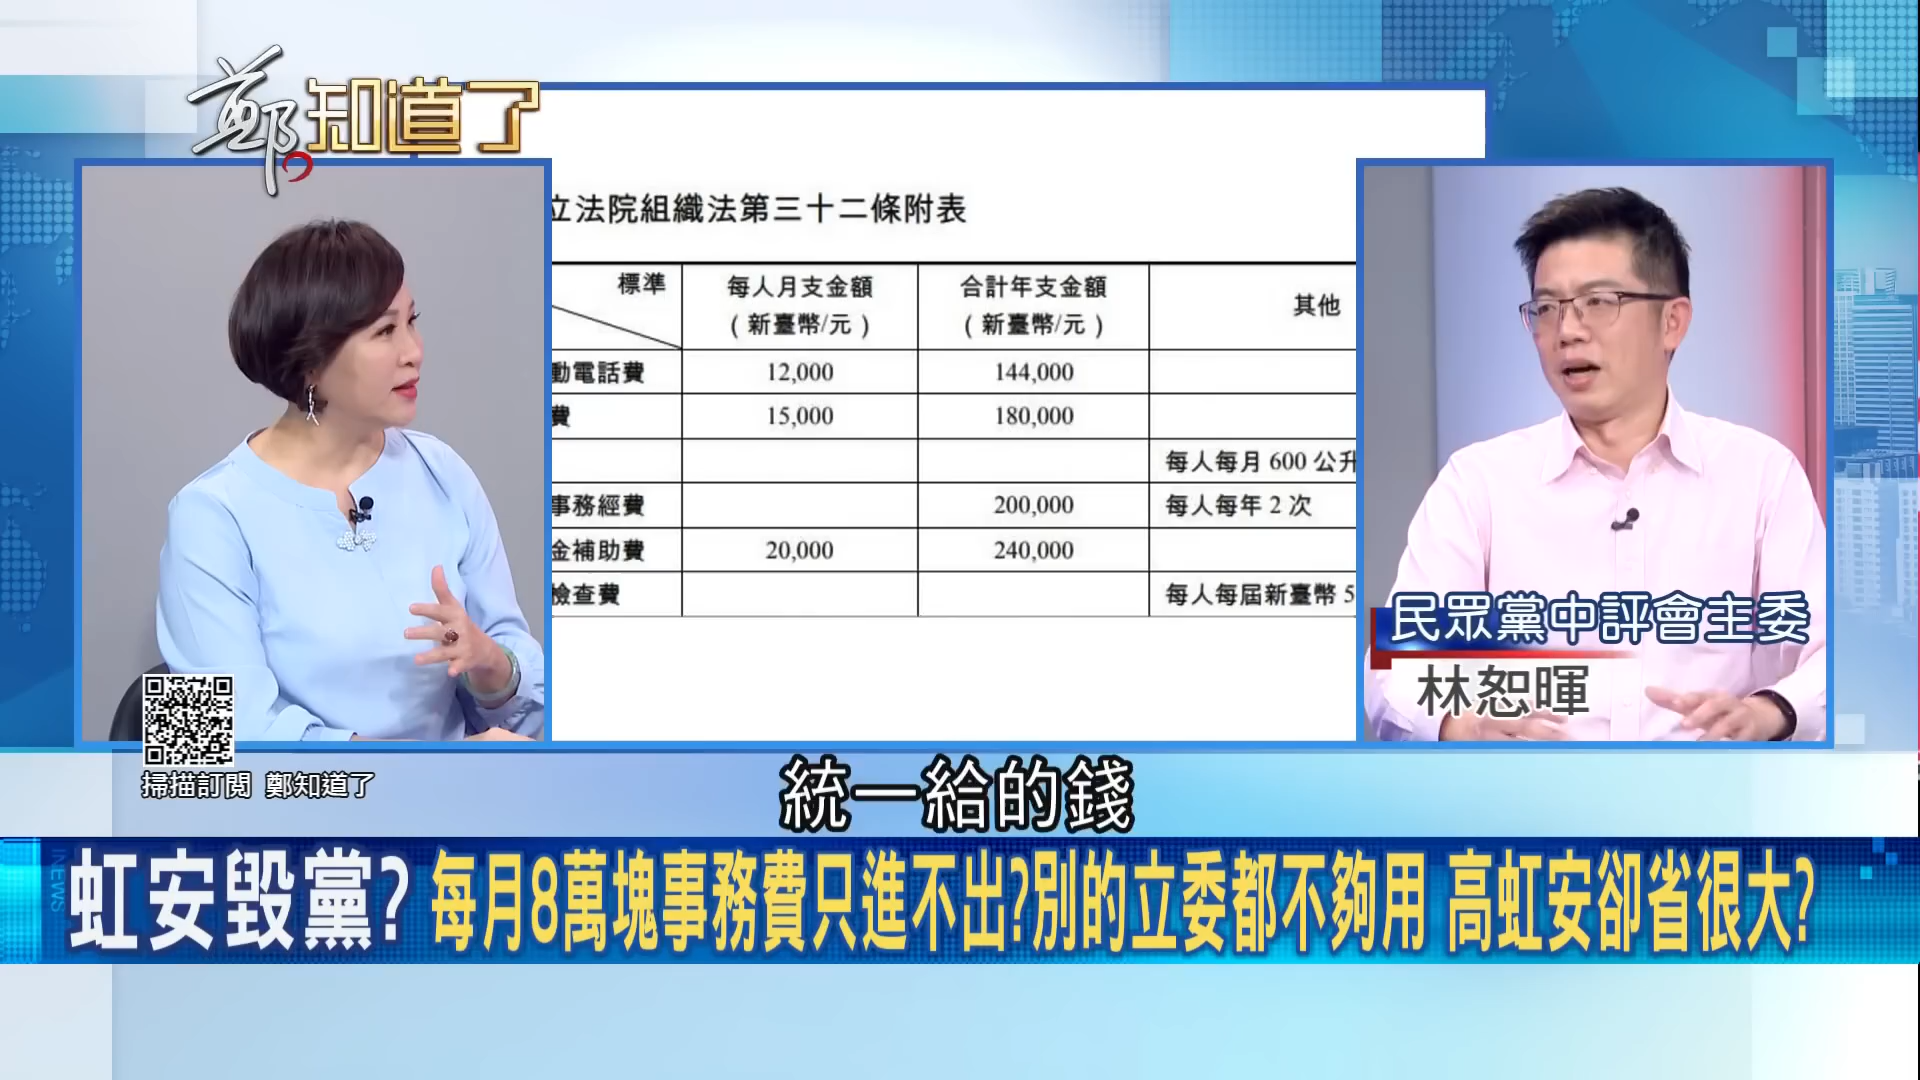 鄭知道了
立法院組織法第三十二條附表
標準
每人月支金額
(新臺幣/元)
合計年支金額
(新臺幣/元)
其他
動電話費 12,000 144,000
費 15,000 180,000
每人每月 600 公升
事務經費 200,000 每人每年 2 次
金補助費 20,000 240,000
檢查費 每人每屆新臺幣 5
民眾黨中評會主委
林恕暉
掃描訂閱 鄭知道了
統一給的錢
INEWS
虹安毀黨? 每月8萬塊事務費只進不出?別的立委都不夠用 高虹安卻省很大?